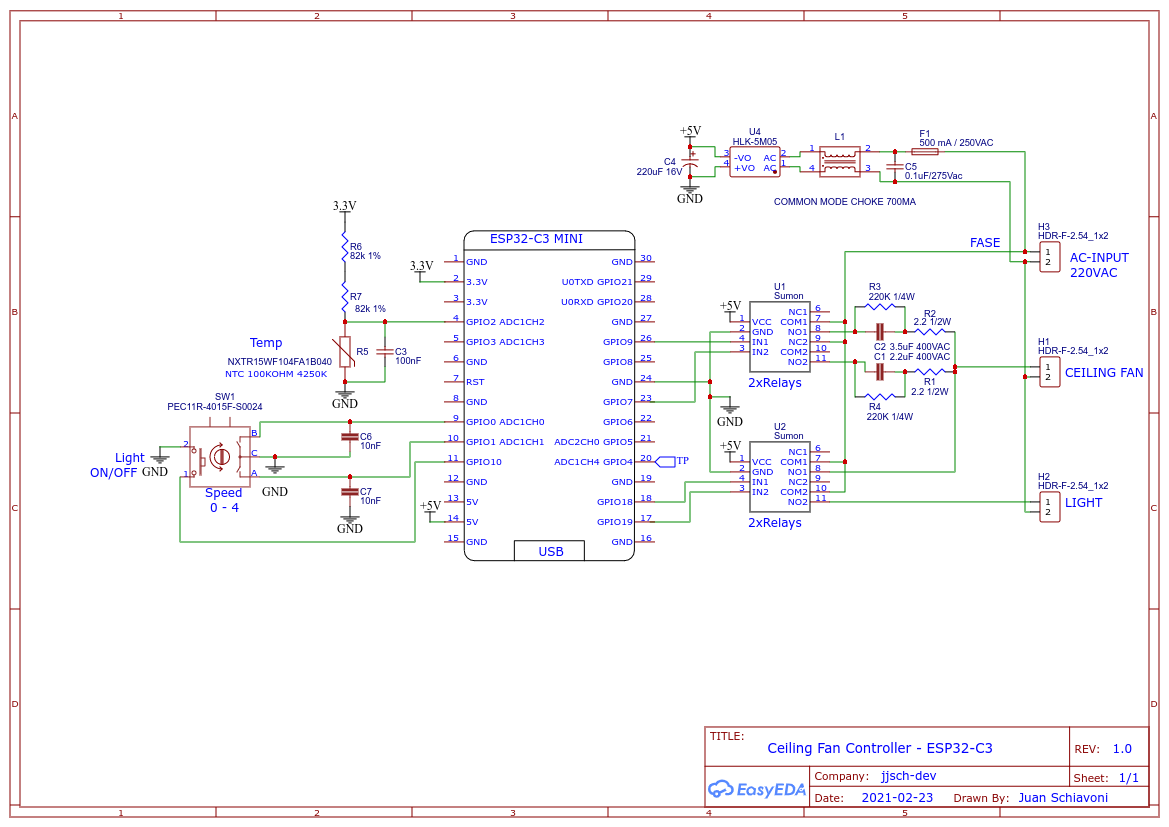 1 2 3 4 5
A A
B B
C C
D D
1 2 3 4 5
+5V
C4
220uF 16V
GND
U4
HLK-5M05
3 -VO AC 2
4 +VO AC 1
L1
1 2
4 3
F1
500 mA / 250VAC
C5
0.1uF/275Vac
COMMON MODE CHOKE 700MA
3.3V
R6
82k 1%
R7
82k 1%
Temp
R5
C3
100nF
NXTR15WF104FA1B040
NTC 100KOHM 4250K
GND
SW1
PEC11R-4015F-S0024
2
1
B
C
A
Light
ON/OFF
GND
Speed
0 - 4
GND
C6
10nF
C7
10nF
GND
3.3V
+5V
ESP32-C3 MINI
1 GND GND 30
2 3.3V U0TXD GPIO21 29
3 3.3V U0RXD GPIO20 28
4 GPIO2 ADC1CH2 GND 27
5 GPIO3 ADC1CH3 GPIO9 26
6 GND GPIO8 25
7 RST GND 24
8 GND GPIO7 23
9 GPIO0 ADC1CH0 GPIO6 22
10 GPIO1 ADC1CH1 ADC2CH0 GPIO5 21
11 GPIO10 ADC1CH4 GPIO4 20
12 GND GND 19
13 5V GPIO18 18
14 5V GPIO19 17
15 GND GND 16
USB
TP
+5V
U1
Sumon
1 VCC
2 GND
4 IN1
3 IN2
NC1 6
COM1 7
NO1 8
NC2 9
COM2 10
NO2 11
2xRelays
GND
+5V
U2
Sumon
1 VCC
2 GND
4 IN1
3 IN2
NC1 6
COM1 7
NO1 8
NC2 9
COM2 10
NO2 11
2xRelays
R3
220K 1/4W
R2
2.2 1/2W
C2 3.5uF 400VAC
C1 2.2uF 400VAC
R1
2.2 1/2W
R4
220K 1/4W
FASE
H3
HDR-F-2.54_1x2
1
2
AC-INPUT
220VAC
H1
HDR-F-2.54_1x2
1
2
CEILING FAN
H2
HDR-F-2.54_1x2
1
2
LIGHT
TITLE:
Ceiling Fan Controller - ESP32-C3
REV: 1.0
EasyEDA
Company: jjsch-dev
Sheet: 1/1
Date: 2021-02-23 Drawn By: Juan Schiavoni